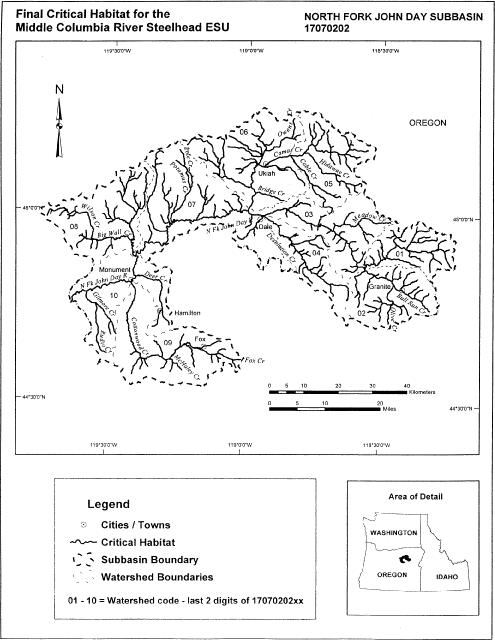 Final Critical Habitat for the
Middle Columbia River Steelhead ESU
NORTH FORK JOHN DAY SUBBASIN
17070202
119°30'0"W
119°0'0"W
118°30'0"W
N
OREGON
06
Owens Cr
Camas Cr
Ukiah
Cable Cr
Hidaway Cr
05
Potamus Cr
Bridge Cr
07
03
Meadow Cr
45°0'0"N
45°0'0"N
Wilson Cr
08
Big Wall Cr
N Fk John Day R
Dale
Desolation Cr
04
01
Granite
Bull Run Cr
02
Monument
N Fk John Day R
Deer Cr
10
Gilmore Cr
Hamilton
Cottonwood Cr
09
Fox
Fox Cr
McHaley Cr
44°30'0"N
44°30'0"N
0 5 10 20 30 40
Kilometers
0 5 10 20
Miles
119°30'0"W
119°0'0"W
118°30'0"W
Legend
Cities / Towns
Critical Habitat
Subbasin Boundary
Watershed Boundaries
01 - 10 = Watershed code - last 2 digits of 17070202xx
Area of Detail
WASHINGTON
OREGON
IDAHO